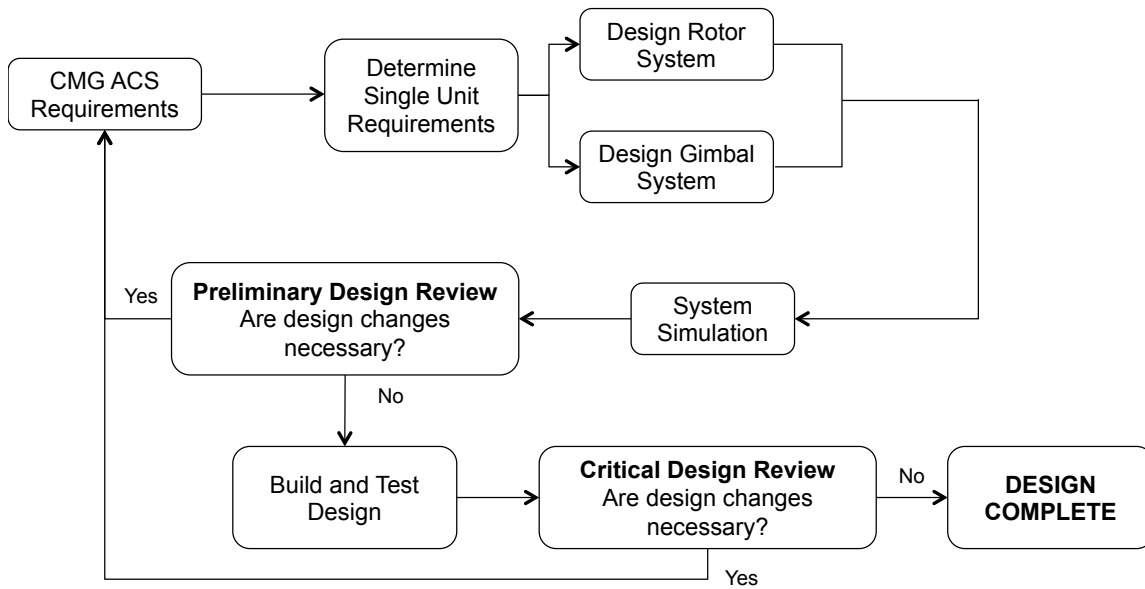 CMG ACS
Requirements
Determine
Single Unit
Requirements
Design Rotor
System
Design Gimbal
System
System
Simulation
Preliminary Design Review
Are design changes
necessary?
Yes
No
Build and Test
Design
Critical Design Review
Are design changes
necessary?
No
Yes
DESIGN
COMPLETE